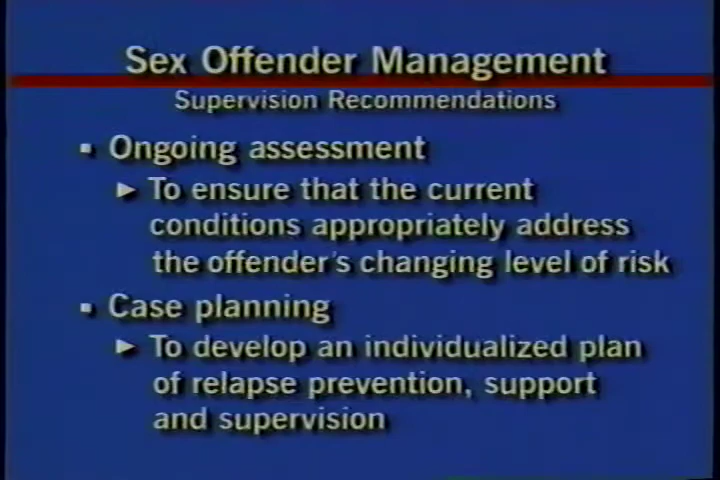 Sex Offender Management
Supervision Recommendations
▪ Ongoing assessment
► To ensure that the current
conditions appropriately address
the offender's changing level of risk
▪ Case planning
► To develop an individualized plan
of relapse prevention, support
and supervision